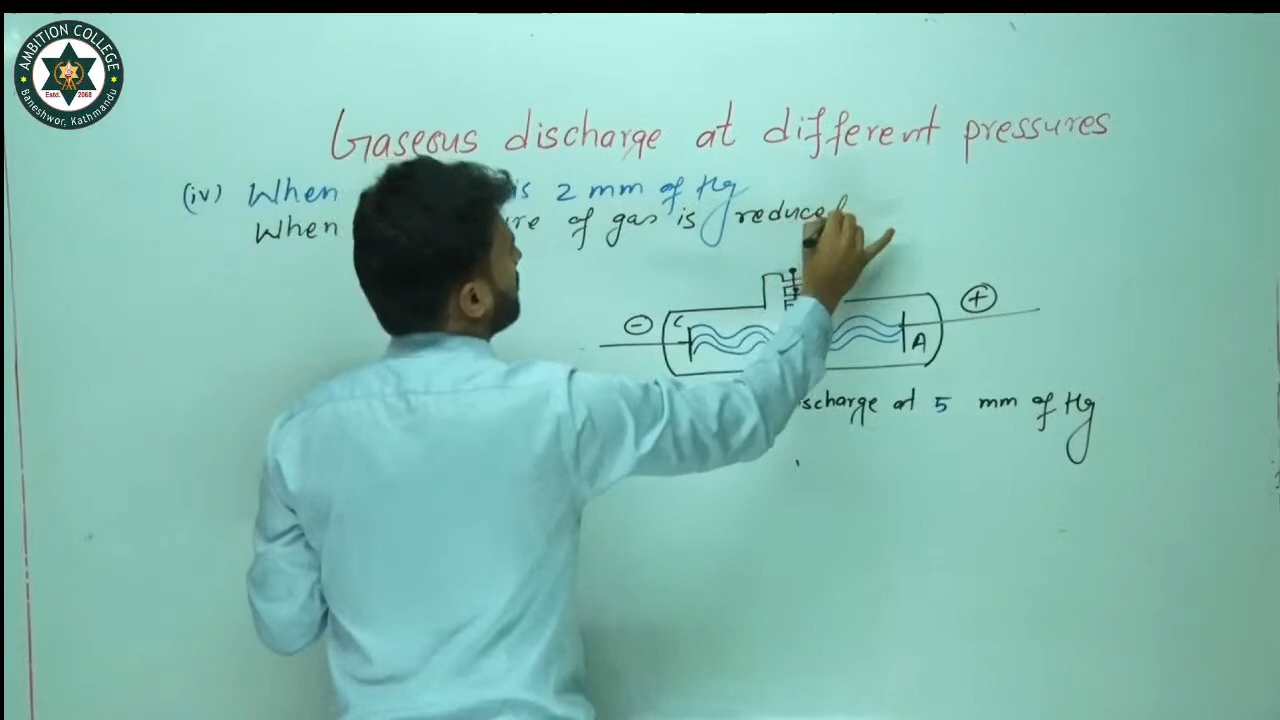 AMBITION COLLEGE
Estd. 2068
Baneshwor, Kathmandu
Gaseous discharge at different pressures
(iv) When is 2 mm of Hg
When of gas is reduced
- C A +
at 5 mm of Hg